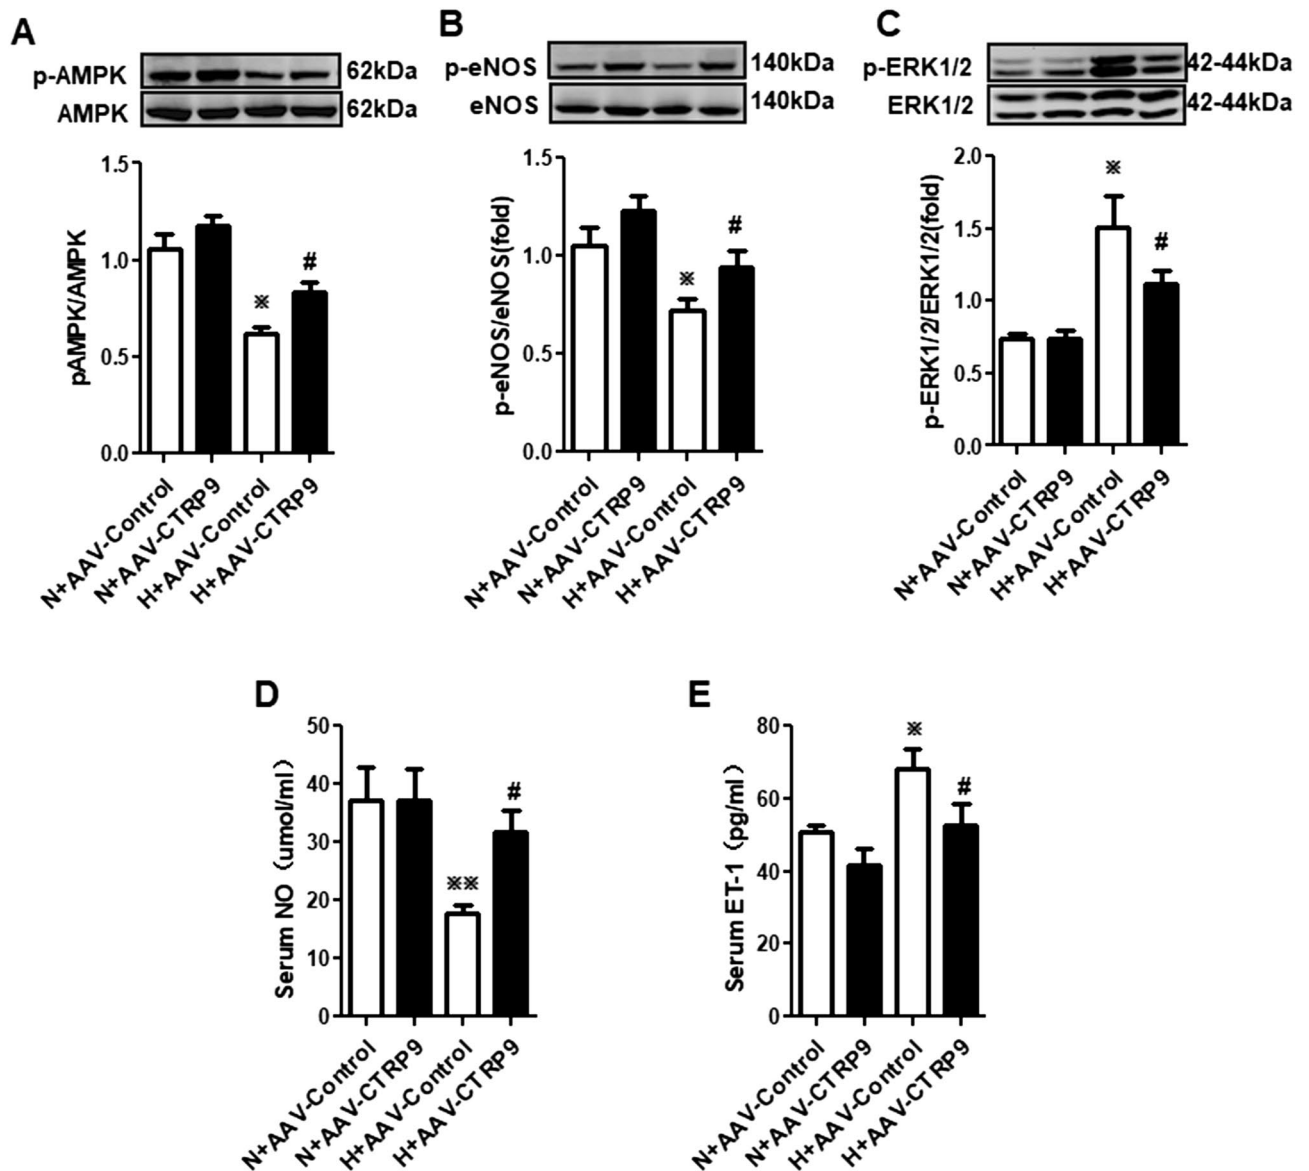 A
p-AMPK 62kDa
AMPK 62kDa
pAMPK/AMPK
1.5
1.0
0.5
0.0
※
#
N+AAV-Control
N+AAV-CTRP9
H+AAV-Control
H+AAV-CTRP9
B
p-eNOS 140kDa
eNOS 140kDa
p-eNOS/eNOS(fold)
1.5
1.0
0.5
0.0
※
#
N+AAV-Control
N+AAV-CTRP9
H+AAV-Control
H+AAV-CTRP9
C
p-ERK1/2 42-44kDa
ERK1/2 42-44kDa
p-ERK1/2/ERK1/2(fold)
2.0
1.5
1.0
0.5
0.0
※
#
N+AAV-Control
N+AAV-CTRP9
H+AAV-Control
H+AAV-CTRP9
D
Serum NO（umol/ml）
50
40
30
20
10
0
※※
#
N+AAV-Control
N+AAV-CTRP9
H+AAV-Control
H+AAV-CTRP9
E
Serum ET-1（pg/ml）
80
60
40
20
0
※
#
N+AAV-Control
N+AAV-CTRP9
H+AAV-Control
H+AAV-CTRP9